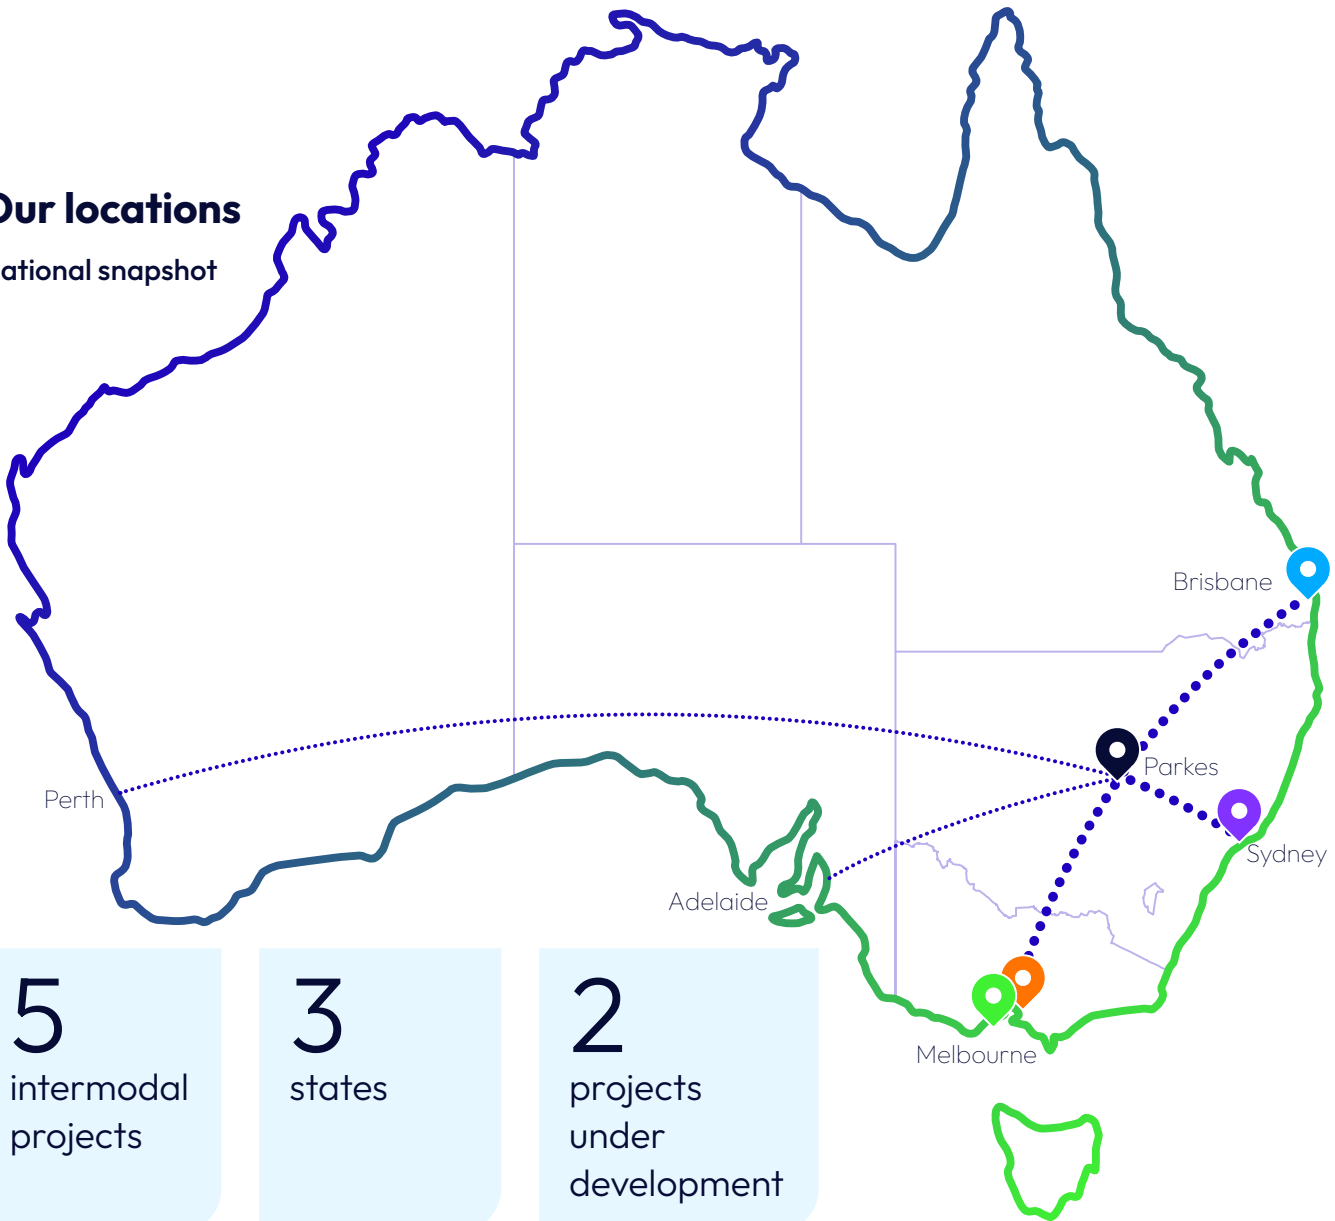 Our locations
ational snapshot
Brisbane
Parkes
Perth
Sydney
Adelaide
Melbourne
5
intermodal
projects
3
states
2
projects
under
development